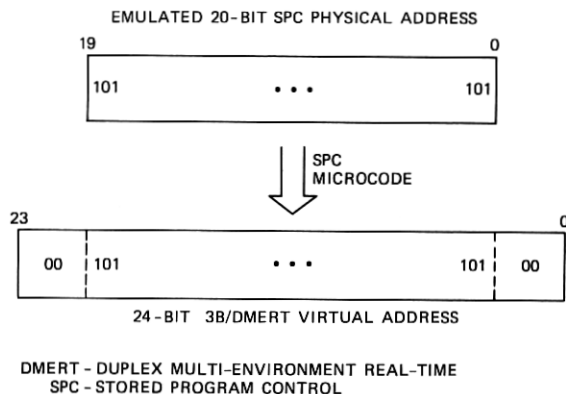 EMULATED 20-BIT SPC PHYSICAL ADDRESS
19 0
101 • • • 101
SPC
MICROCODE
23 0
00 101 • • • 101 00
24-BIT 3B/DMERT VIRTUAL ADDRESS
DMERT - DUPLEX MULTI-ENVIRONMENT REAL-TIME
SPC - STORED PROGRAM CONTROL